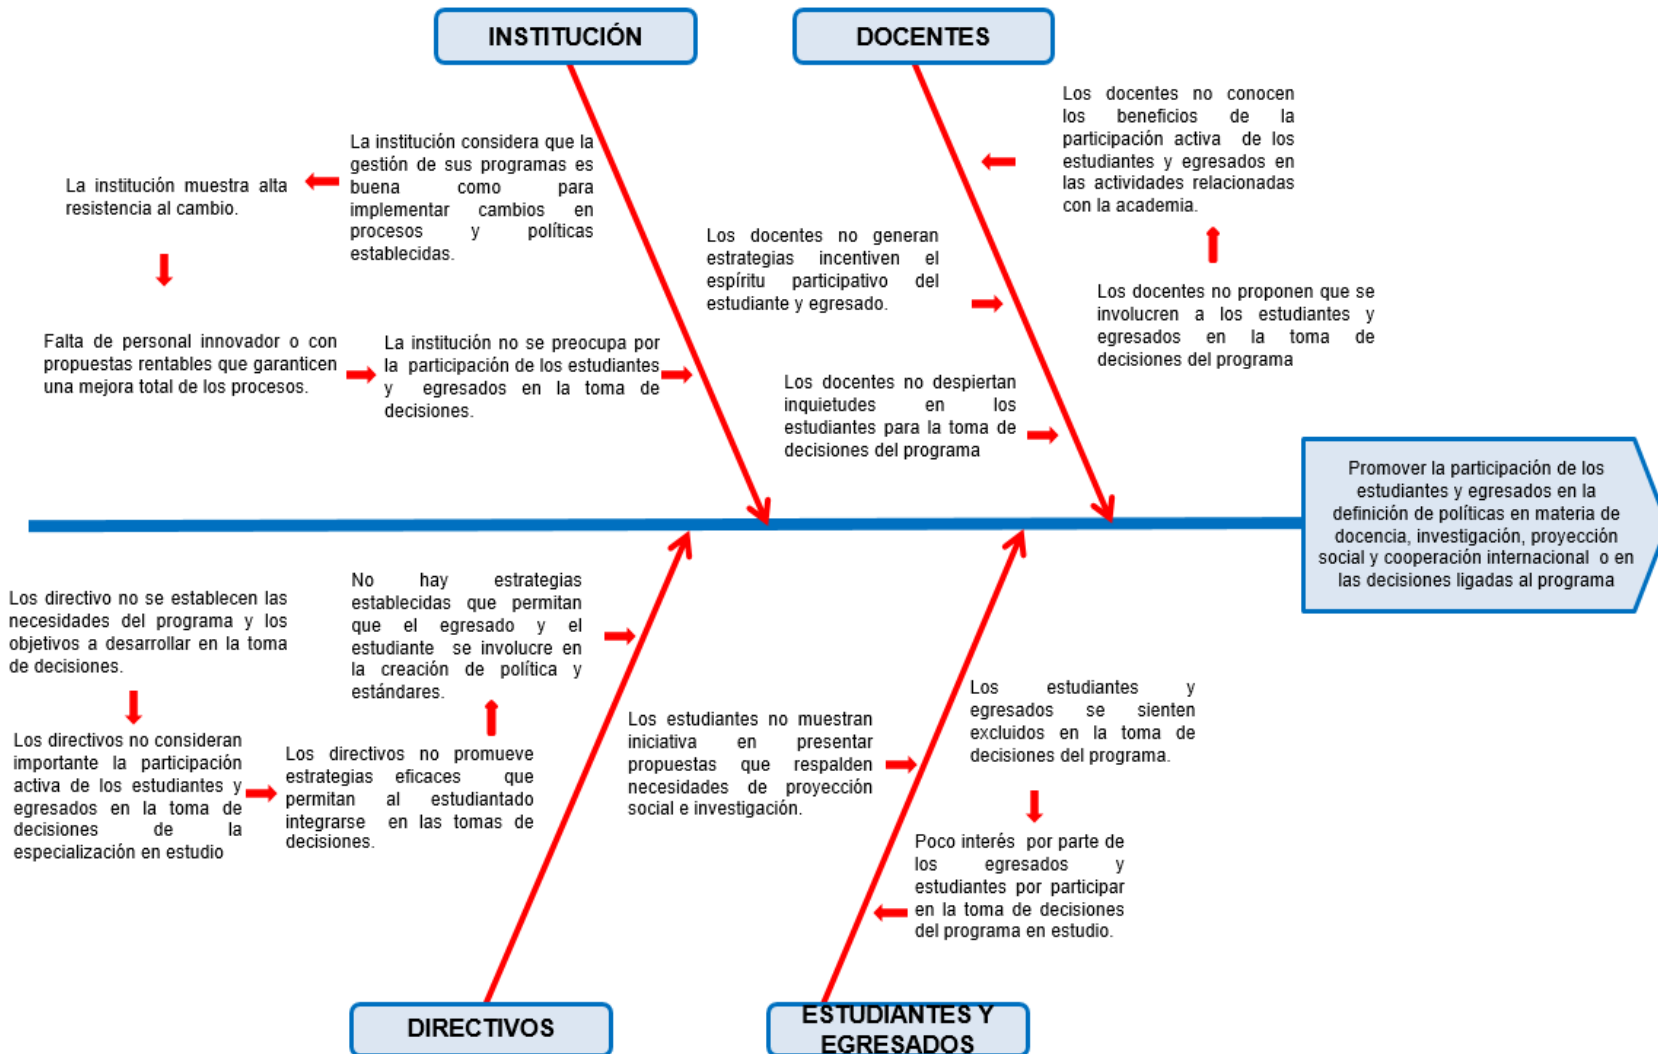 INSTITUCIÓN
DOCENTES
La institución considera que la
gestión de sus programas es
buena como para
implementar cambios en
procesos y políticas
establecidas.
La institución muestra alta
resistencia al cambio.
Falta de personal innovador o con
propuestas rentables que garanticen
una mejora total de los procesos.
La institución no se preocupa por
la participación de los estudiantes
y egresados en la toma de
decisiones.
Los docentes no conocen
los beneficios de la
participación activa de los
estudiantes y egresados en
las actividades relacionadas
con la academia.
Los docentes no generan
estrategias incentiven el
espíritu participativo del
estudiante y egresado.
Los docentes no proponen que se
involucren a los estudiantes y
egresados en la toma de
decisiones del programa
Los docentes no despiertan
inquietudes en los
estudiantes para la toma de
decisiones del programa
Promover la participación de los
estudiantes y egresados en la
definición de políticas en materia de
docencia, investigación, proyección
social y cooperación internacional o en
las decisiones ligadas al programa
Los directivo no se establecen las
necesidades del programa y los
objetivos a desarrollar en la toma
de decisiones.
Los directivos no consideran
importante la participación
activa de los estudiantes y
egresados en la toma de
decisiones de la
especialización en estudio
Los directivos no promueve
estrategias eficaces que
permitan al estudiantado
integrarse en las tomas de
decisiones.
No hay estrategias
establecidas que permitan
que el egresado y el
estudiante se involucre en
la creación de política y
estándares.
Los estudiantes no muestran
iniciativa en presentar
propuestas que respalden
necesidades de proyección
social e investigación.
Los estudiantes y
egresados se sienten
excluidos en la toma de
decisiones del programa.
Poco interés por parte de
los egresados y
estudiantes por participar
en la toma de decisiones
del programa en estudio.
DIRECTIVOS
ESTUDIANTES Y
EGRESADOS